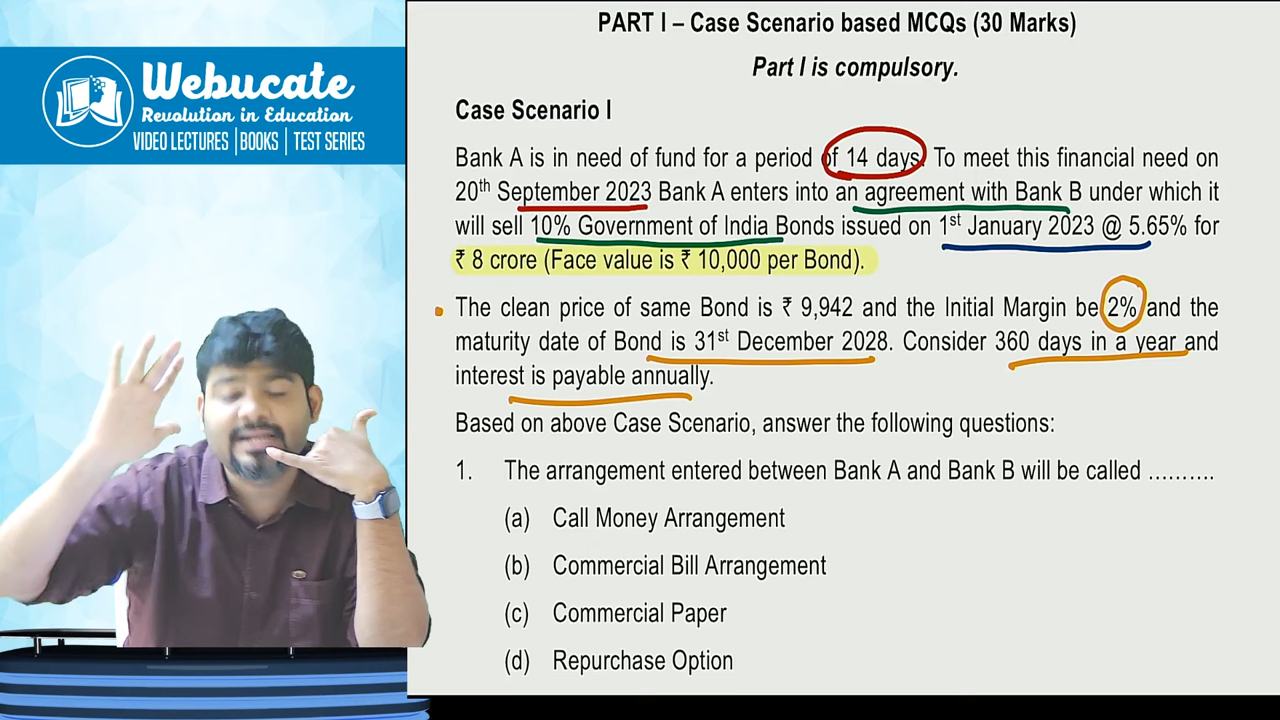 Webucate
Revolution in Education
VIDEO LECTURES | BOOKS | TEST SERIES
PART I – Case Scenario based MCQs (30 Marks)
Part I is compulsory.
Case Scenario I
Bank A is in need of fund for a period of 14 days. To meet this financial need on
20th September 2023 Bank A enters into an agreement with Bank B under which it
will sell 10% Government of India Bonds issued on 1st January 2023 @ 5.65% for
₹ 8 crore (Face value is ₹ 10,000 per Bond).
The clean price of same Bond is ₹ 9,942 and the Initial Margin be 2% and the
maturity date of Bond is 31st December 2028. Consider 360 days in a year and
interest is payable annually.
Based on above Case Scenario, answer the following questions:
1. The arrangement entered between Bank A and Bank B will be called ……….
(a) Call Money Arrangement
(b) Commercial Bill Arrangement
(c) Commercial Paper
(d) Repurchase Option